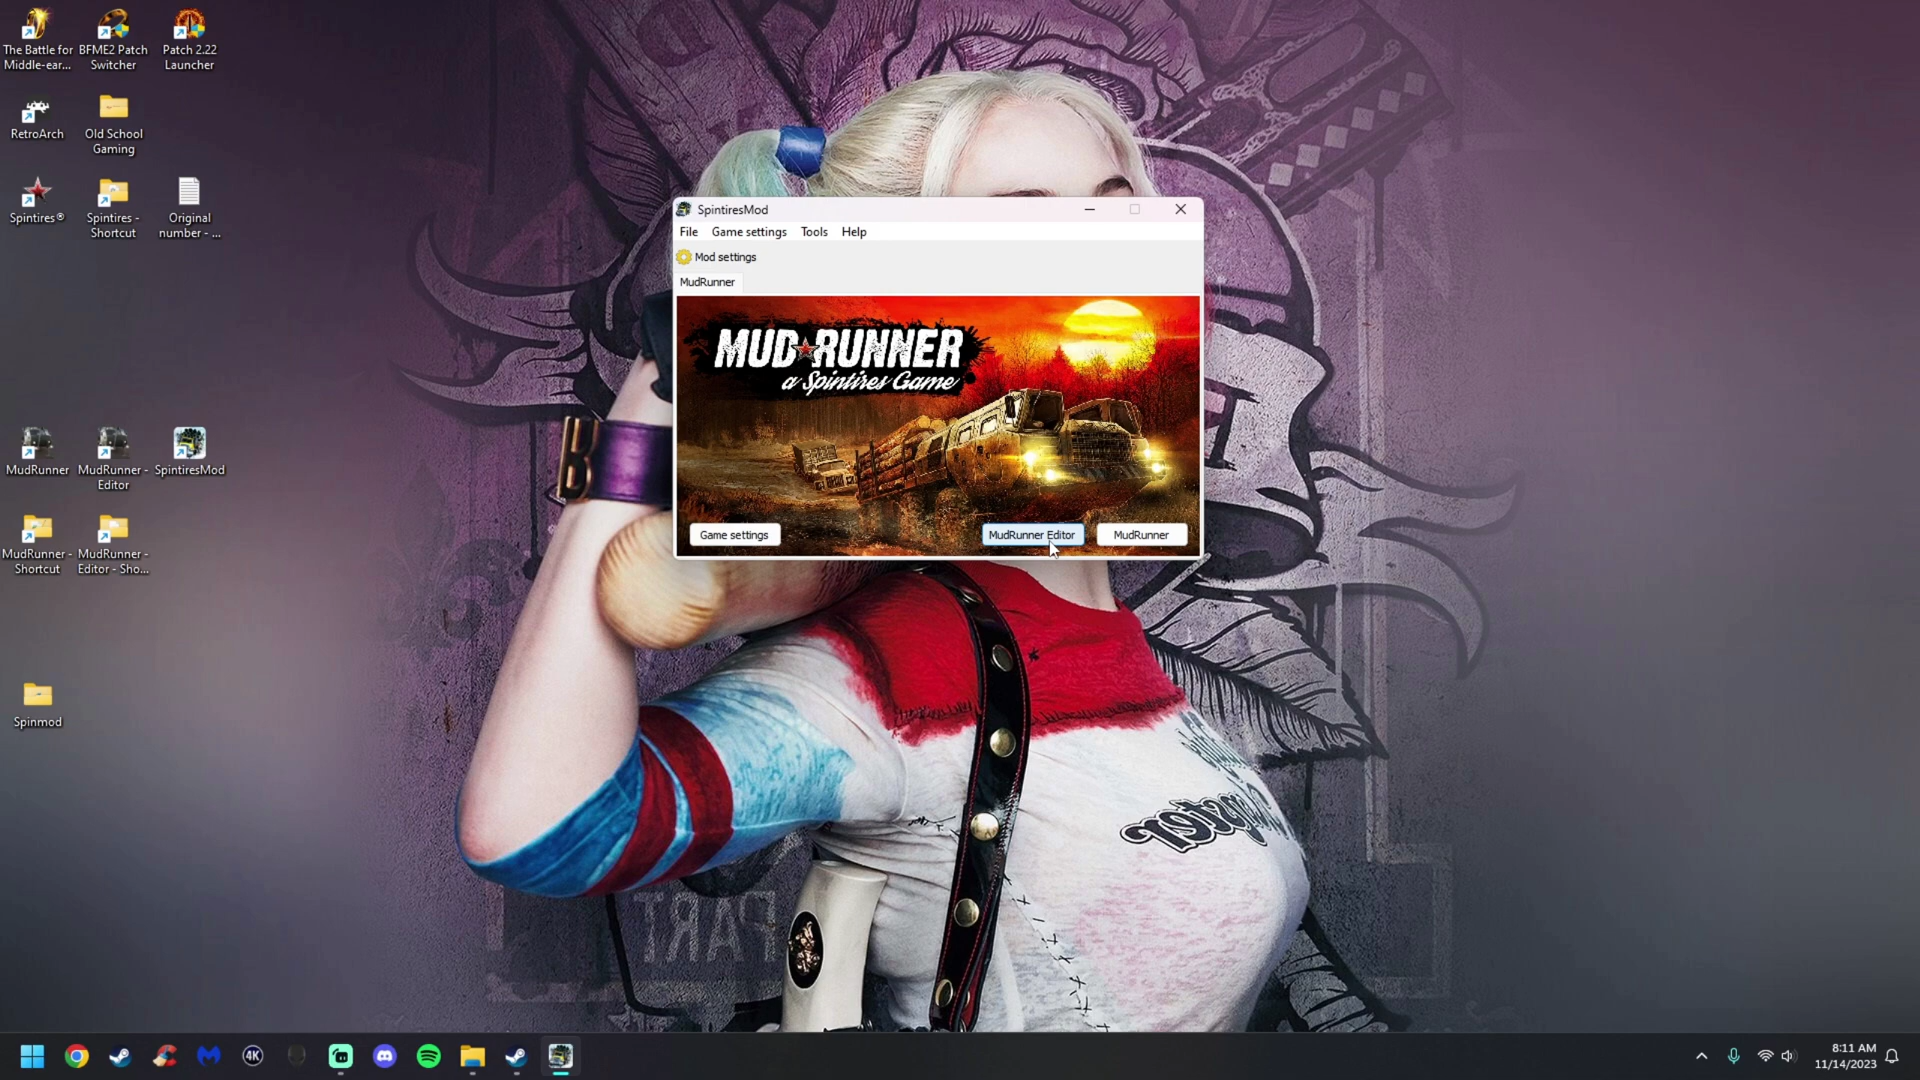 The Battle for
Middle-ear...
BFME2 Patch
Switcher
Patch 2.22
Launcher
RetroArch
Old School
Gaming
Spintires®
Spintires -
Shortcut
Original
number - ...
MudRunner
MudRunner -
Editor
SpintiresMod
MudRunner -
Shortcut
MudRunner -
Editor - Sho...
Spinmod
SpintiresMod
File
Game settings
Tools
Help
Mod settings
MudRunner
MUD RUNNER
a Spintires Game
Game settings
MudRunner Editor
MudRunner
B
PART
4K
8:11 AM
11/14/2023